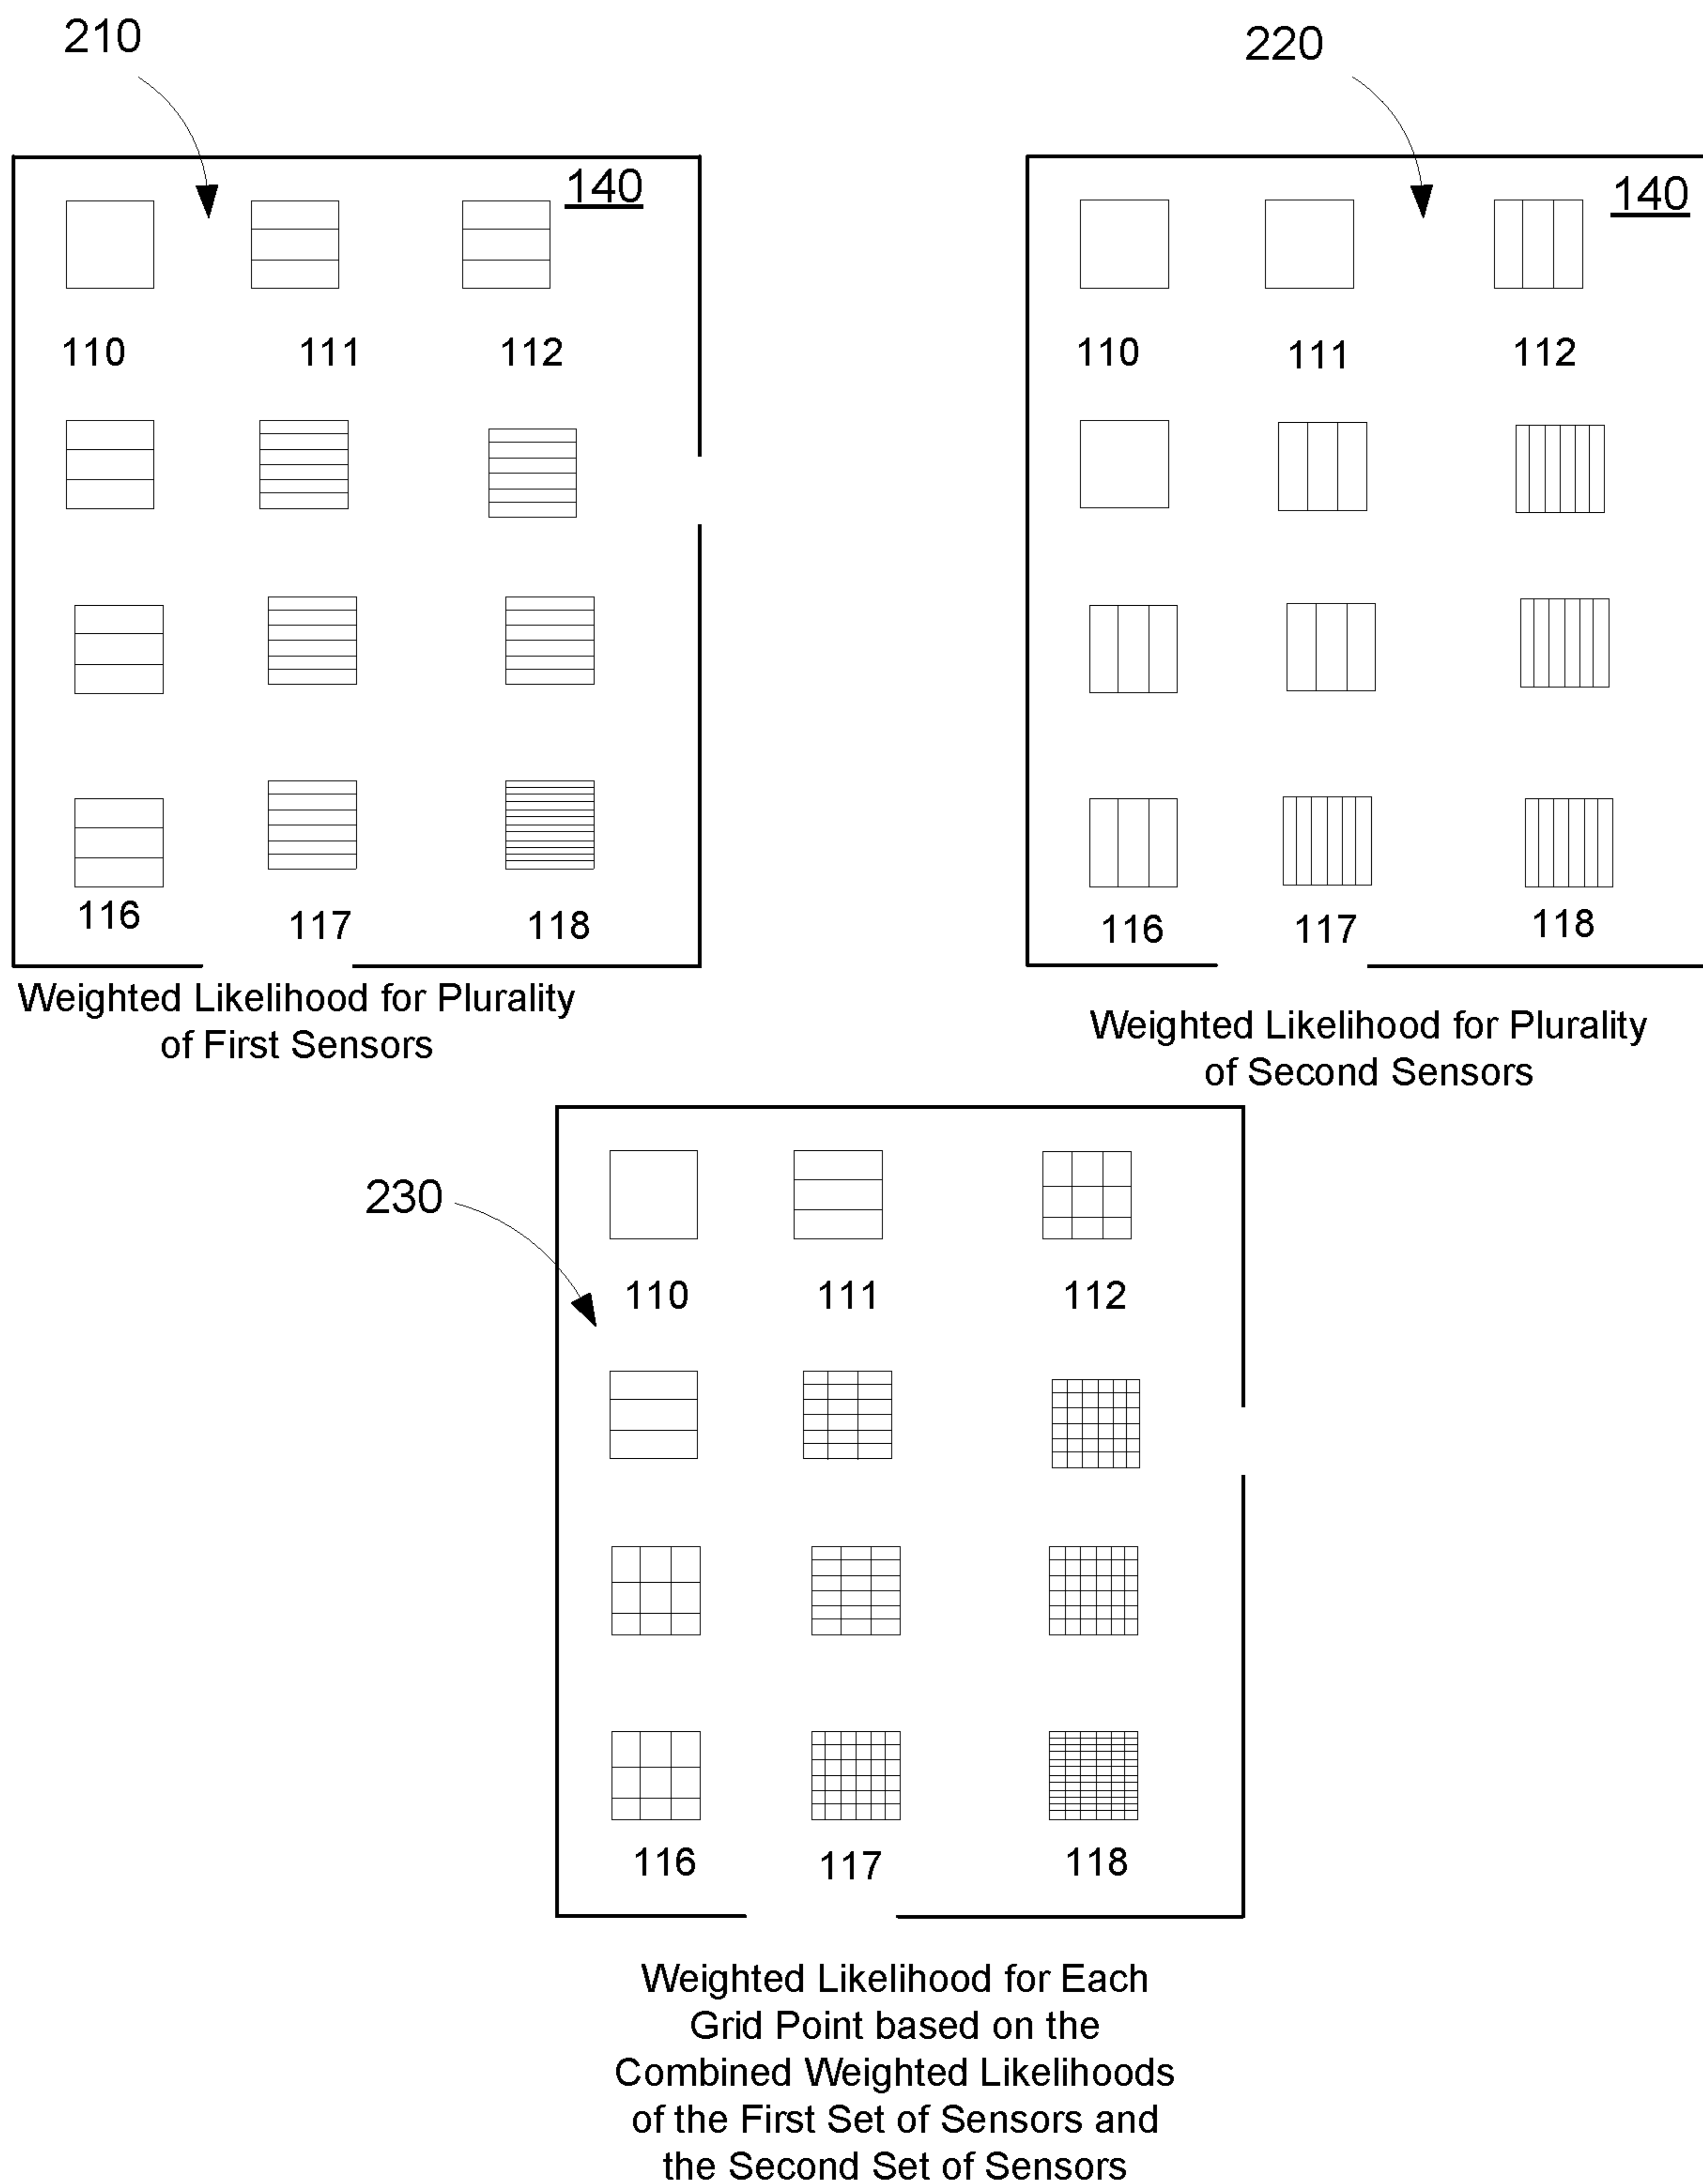 210
220
140
140
110 111 112
110 111 112
116 117 118
116 117 118
Weighted Likelihood for Plurality
of First Sensors
Weighted Likelihood for Plurality
of Second Sensors
230
110 111 112
116 117 118
Weighted Likelihood for Each
Grid Point based on the
Combined Weighted Likelihoods
of the First Set of Sensors and
the Second Set of Sensors